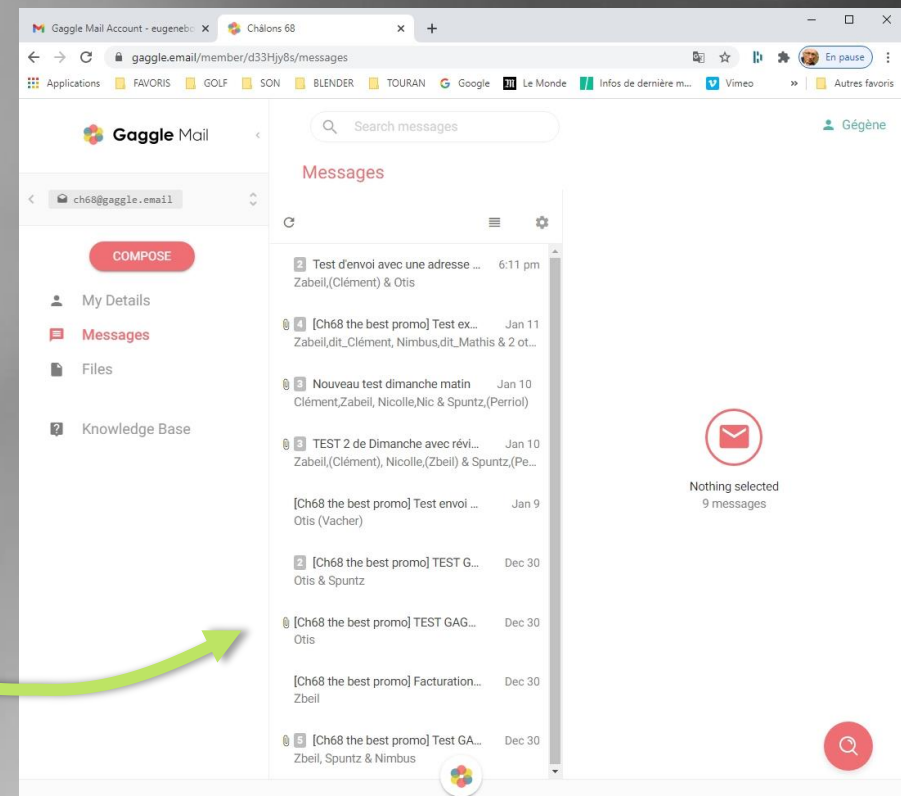 Gaggle Mail Account - eugenebo
Châlons 68
gaggle.email/member/d33Hjy8s/messages
En pause
Applications FAVORIS GOLF SON BLENDER TOURAN Google Le Monde Infos de dernière m... Vimeo » Autres favoris
Gaggle Mail
Search messages
Gégène
Messages
ch68@gaggle.email
COMPOSE
My Details
Messages
Files
Knowledge Base
2 Test d'envoi avec une adresse ... 6:11 pm
Zabeil,(Clément) & Otis
4 [Ch68 the best promo] Test ex... Jan 11
Zabeil,dit_Clément, Nimbus,dit_Mathis & 2 ot...
3 Nouveau test dimanche matin Jan 10
Clément,Zabeil, Nicolle,Nic & Spuntz,(Perriol)
3 TEST 2 de Dimanche avec révi... Jan 10
Zabeil,(Clément), Nicolle,(Zbeil) & Spuntz,(Pe...
[Ch68 the best promo] Test envoi ... Jan 9
Otis (Vacher)
2 [Ch68 the best promo] TEST G... Dec 30
Otis & Spuntz
[Ch68 the best promo] TEST GAG... Dec 30
Otis
[Ch68 the best promo] Facturation... Dec 30
Zbeil
5 [Ch68 the best promo] Test GA... Dec 30
Zbeil, Spuntz & Nimbus
Nothing selected
9 messages